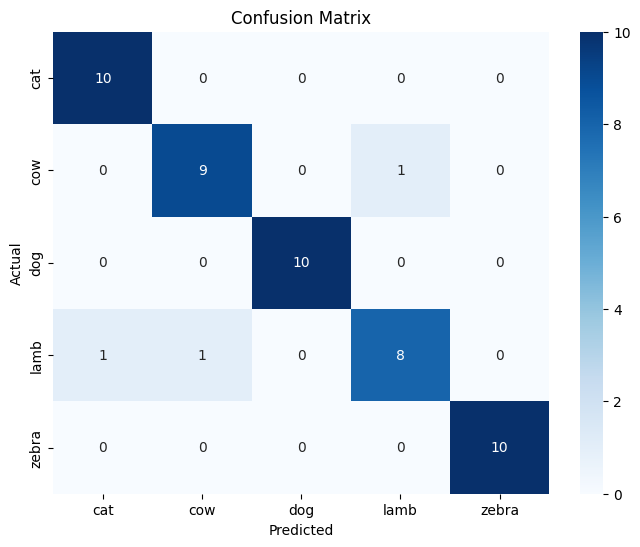 Confusion Matrix
Actual
cat 10 0 0 0 0
cow 0 9 0 1 0
dog 0 0 10 0 0
lamb 1 1 0 8 0
zebra 0 0 0 0 10
cat cow dog lamb zebra
Predicted
10
8
6
4
2
0